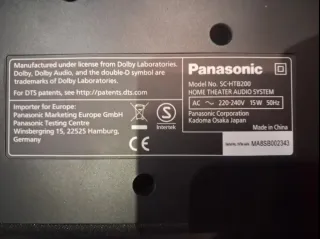 Manufactured under license from Dolby Laboratories.
Dolby, Dolby Audio, and the double-D symbol are
trademarks of Dolby Laboratories.
For DTS patents, see http://patents.dts.com
Importer for Europe:
Panasonic Marketing Europe GmbH
Panasonic Testing Centre
Winsbergring 15, 22525 Hamburg,
Germany
S
Intertek
CE
Panasonic
Model No. SC-HTB200
HOME THEATER AUDIO SYSTEM
AC ~ 220-240V 15W 50Hz
Panasonic Corporation
Kadoma Osaka Japan
Made in China
MA8SB002343